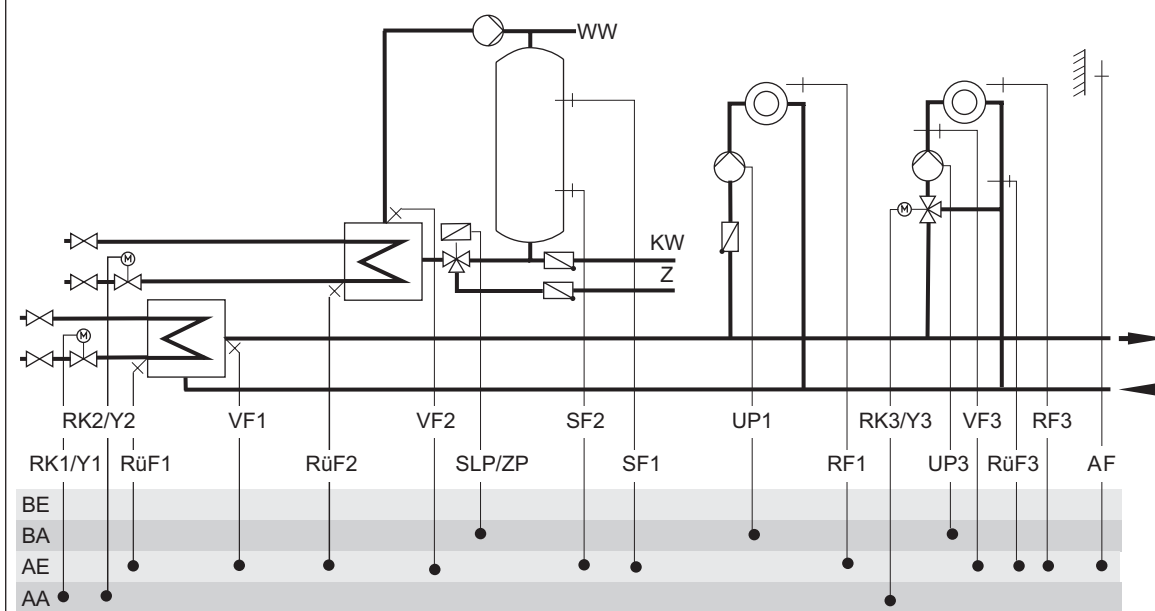 WW
KW
Z
M
M
M
RK2/Y2 VF1 VF2 SF2 UP1 RK3/Y3 VF3 RF3
RK1/Y1 RüF1 RüF2 SLP/ZP SF1 RF1 UP3 RüF3 AF
BE
BA
AE
AA